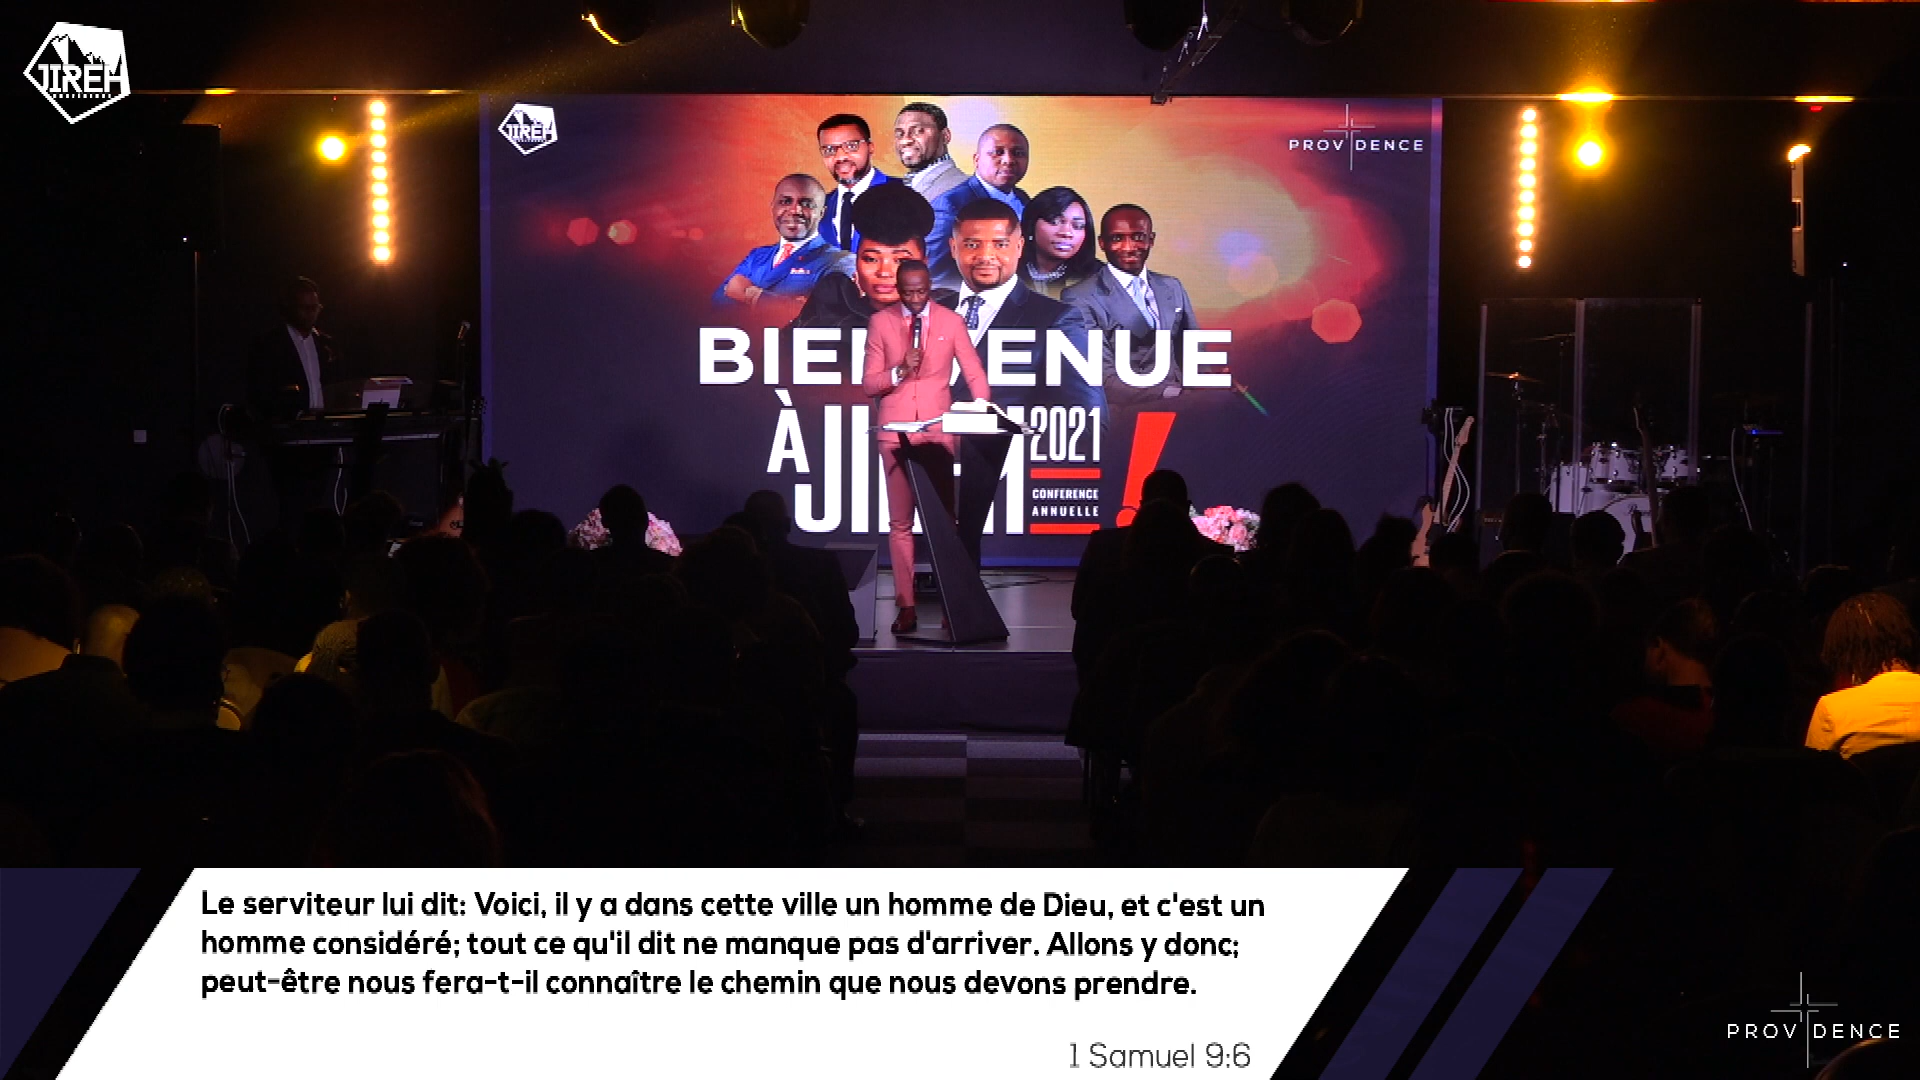 JIREH
CONFERENCE
JIREH
PROVIDENCE
BIENVENUE
À JIREH
2021
CONFERENCE
ANNUELLE
!
Le serviteur lui dit: Voici, il y a dans cette ville un homme de Dieu, et c'est un
homme considéré; tout ce qu'il dit ne manque pas d'arriver. Allons y donc;
peut-être nous fera-t-il connaître le chemin que nous devons prendre.
1 Samuel 9:6
PROVIDENCE